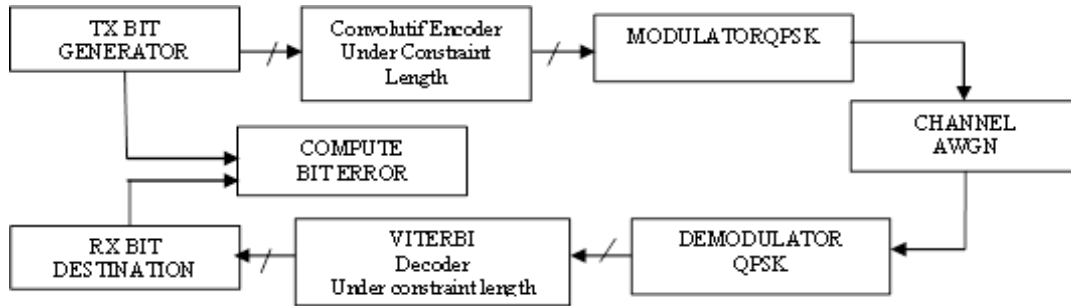 TX BIT
GENERATOR
Convolutif Encoder
Under Constraint
Length
MODULATORQPSK
CHANNEL
AWGN
COMPUTE
BIT ERROR
RX BIT
DESTINATION
VITERBI
Decoder
Under constraint length
DEMODULATOR
QPSK